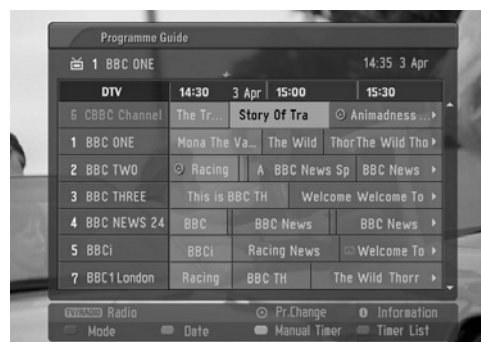 Programme Guide
1 BBC ONE 14:35 3 Apr
DTV 14:30 3 Apr 15:00 15:30
6 CBBC Channel The Tr... Story Of Tra Animadness ...
1 BBC ONE Mona The Va... The Wild Thor The Wild Tho
2 BBC TWO Racing A BBC News Sp BBC News
3 BBC THREE This is BBC TH Welcome Welcome To
4 BBC NEWS 24 BBC BBC News BBC News
5 BBCi BBCi Racing News Welcome To
7 BBC1 London Racing BBC TH The Wild Thorr
TV/RADIO Radio Pr.Change Information
Mode Date Manual Timer Timer List